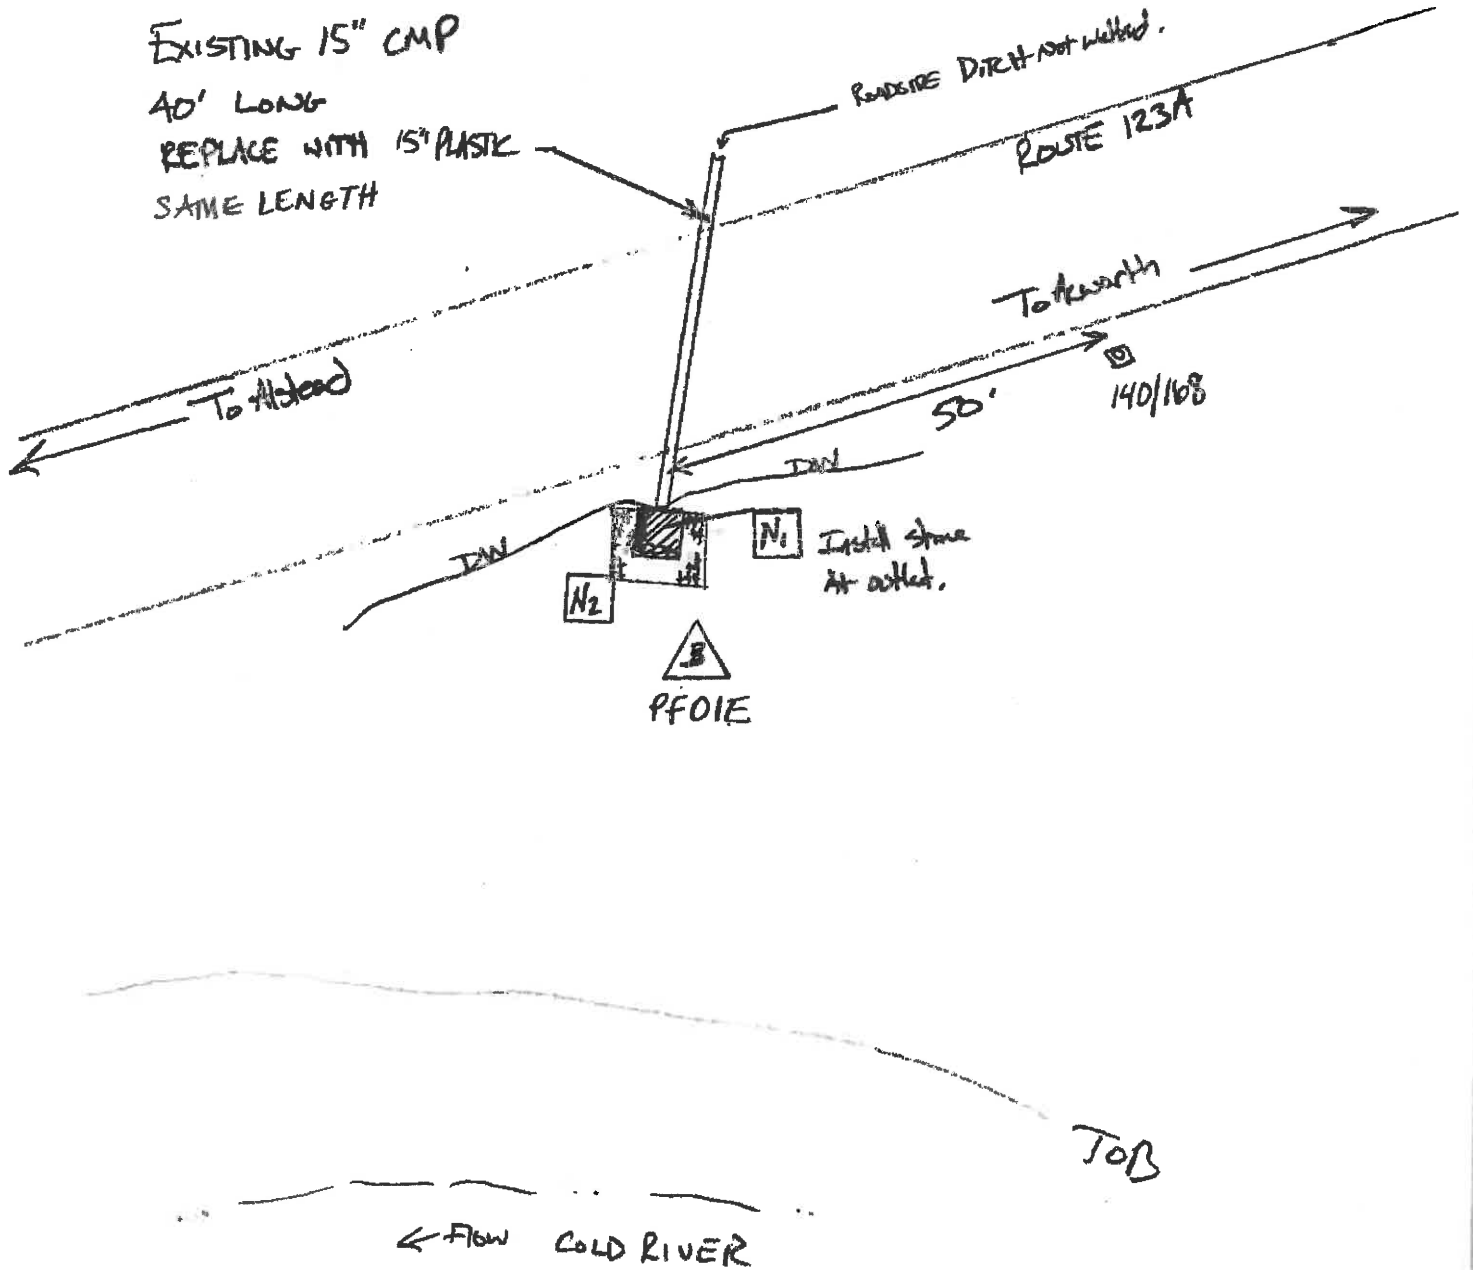 EXISTING 15" CMP
40' LONG
REPLACE WITH 15" PLASTIC
SAME LENGTH
ROADSIDE DITCH Not Wetland.
ROUTE 123A
To Acworth
To Alstead
50'
140/168
DW
DW
N1
Install stone
At outlet.
N2
PF01E
TOB
Flow COLD RIVER